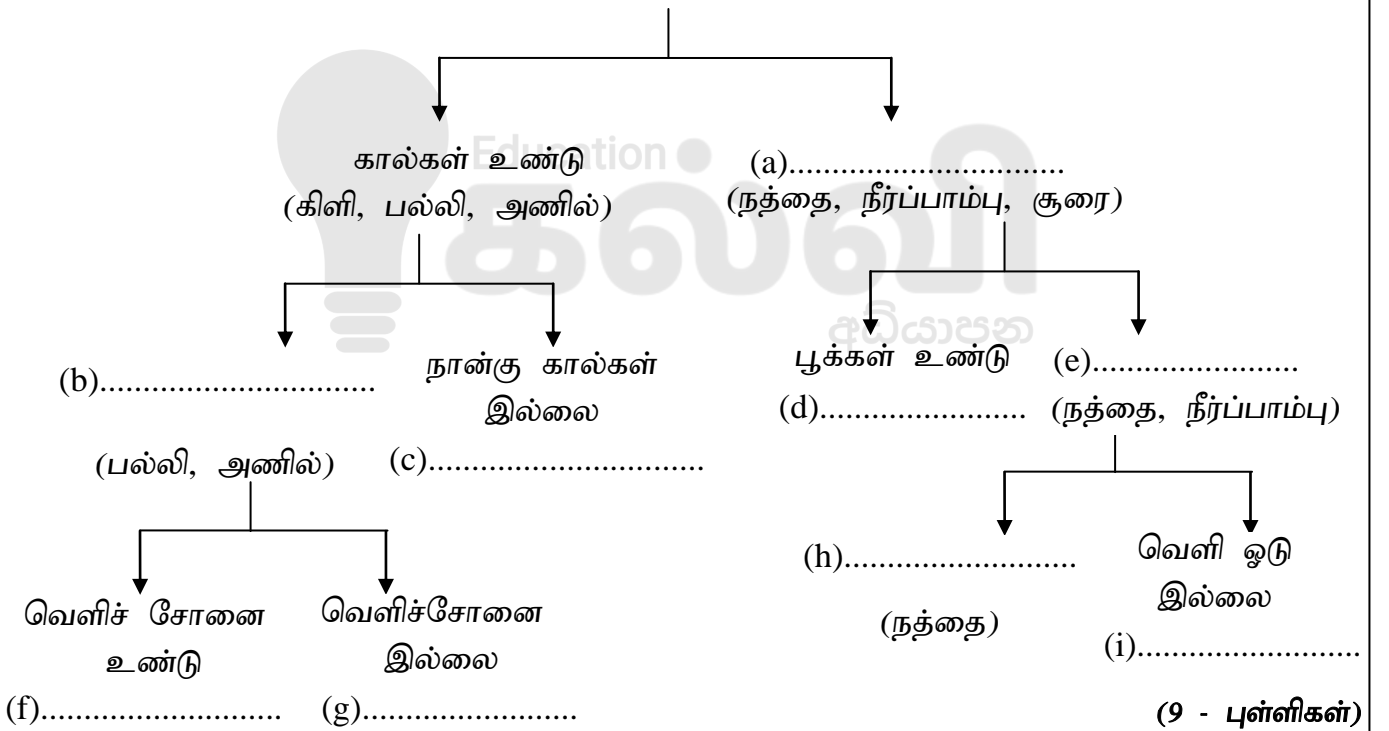 கால்கள் உண்டு
(கிளி, பல்லி, அணில்)
(a)................................
(நத்தை, நீர்ப்பாம்பு, சூரை)
(b)................................
(பல்லி, அணில்)
நான்கு கால்கள்
இல்லை
(c)................................
பூக்கள் உண்டு
(d)........................
(e)........................
(நத்தை, நீர்ப்பாம்பு)
வெளிச் சோனை
உண்டு
(f)............................
வெளிச்சோனை
இல்லை
(g).........................
(h)...........................
(நத்தை)
வெளி ஓடு
இல்லை
(i)..........................
(9 - புள்ளிகள்)
Education
கல்வி
අධ්යාපන